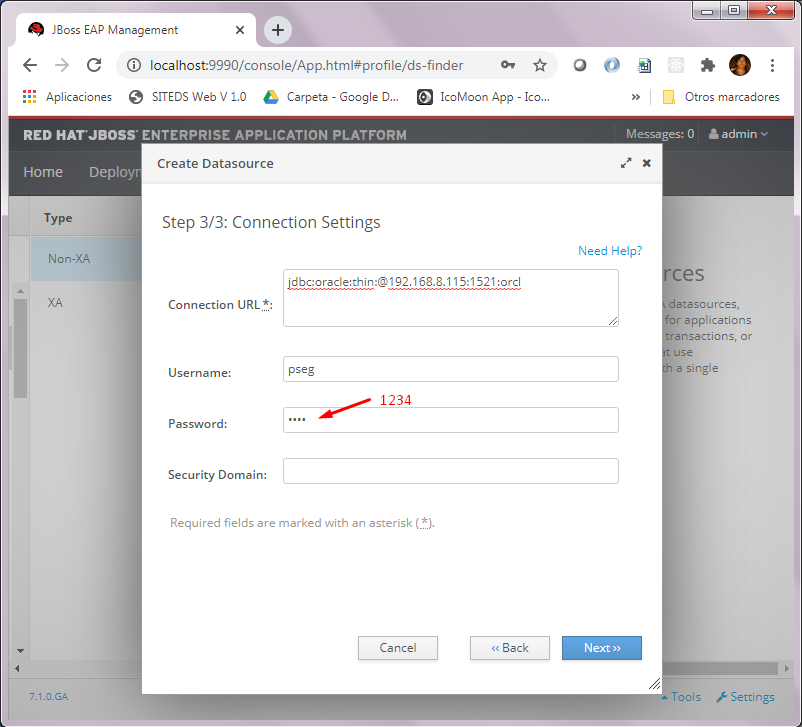 JBoss EAP Management
localhost:9990/console/App.html#profile/ds-finder
Aplicaciones
SITEDS Web V 1.0
Carpeta - Google D...
IcoMoon App - Ico...
»
Otros marcadores
RED HAT JBOSS ENTERPRISE APPLICATION PLATFORM
Messages: 0
admin
Home
Deployn
Create Datasource
Type
Non-XA
XA
Step 3/3: Connection Settings
Need Help?
Connection URL*:
jdbc:oracle:thin:@192.168.8.115:1521:orcl
Username:
pseg
Password:
••••
1234
Security Domain:
Required fields are marked with an asterisk (*).
Cancel
‹‹ Back
Next ››
rces
A datasources,
for applications
transactions, or
at use
th a single
7.1.0.GA
Tools
Settings